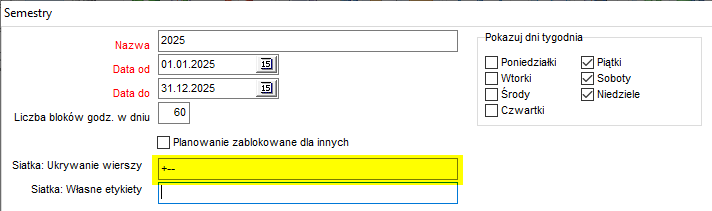 Semestry
Nazwa 2025
Data od 01.01.2025 15
Data do 31.12.2025 15
Liczba bloków godz. w dniu 60
Planowanie zablokowane dla innych
Siatka: Ukrywanie wierszy +--
Siatka: Własne etykiety
Pokazuj dni tygodnia
Poniedziałki Piątki
Wtorki Soboty
Środy Niedziele
Czwartki